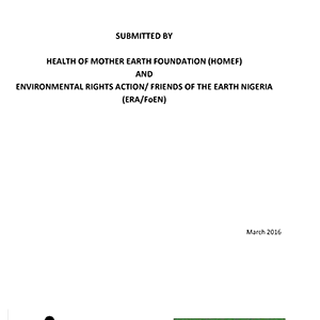 SUBMITTED BY
HEALTH OF MOTHER EARTH FOUNDATION (HOMEF)
AND
ENVIRONMENTAL RIGHTS ACTION/ FRIENDS OF THE EARTH NIGERIA
(ERA/FoEN)
March 2016